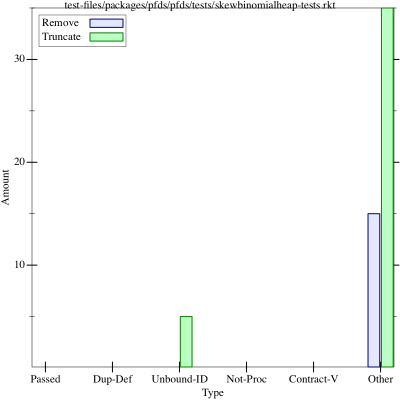 test-files/packages/pfds/pfds/tests/skewbinomialheap-tests.rkt
Remove
Truncate
30
20
10
Amount
Passed Dup-Def Unbound-ID Not-Proc Contract-V Other
Type